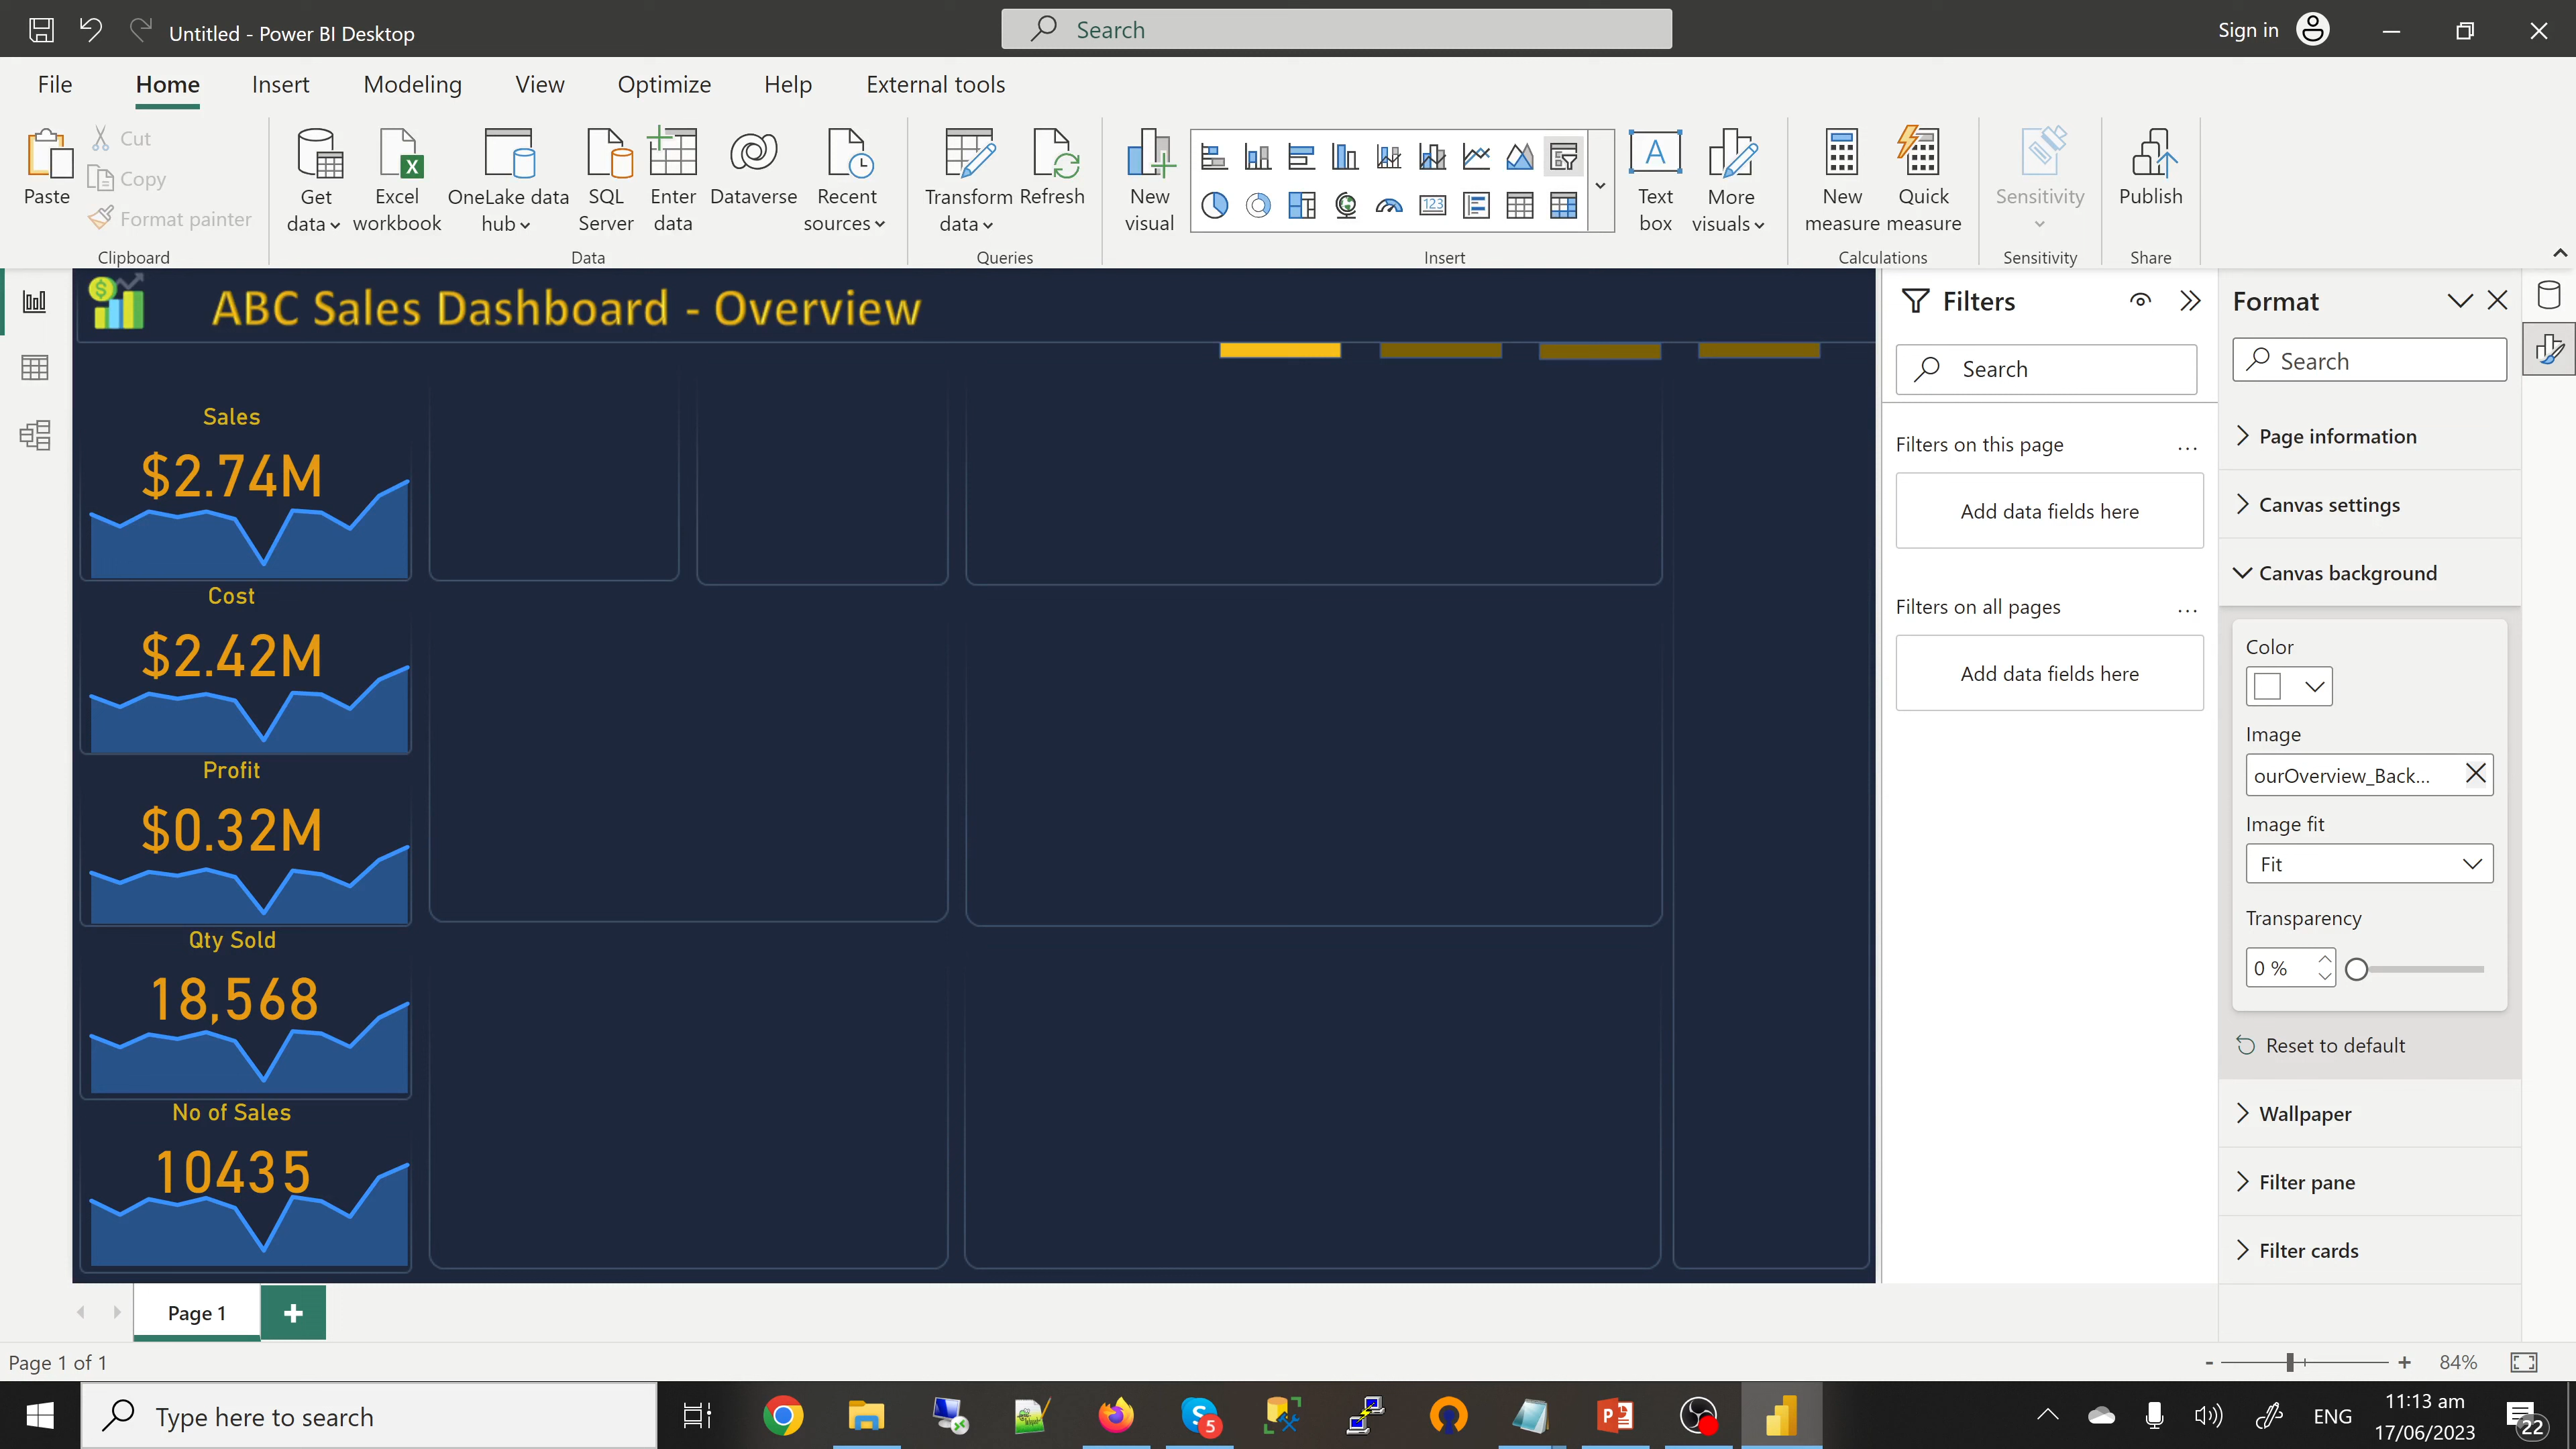 Untitled - Power BI Desktop
Search
Sign in
File Home Insert Modeling View Optimize Help External tools
Paste
Cut
Copy
Format painter
Clipboard
Get data
Excel workbook
OneLake data hub
SQL Server
Enter data
Dataverse
Recent sources
Data
Transform data
Refresh
Queries
New visual
123
Insert
A
Text box
More visuals
New measure
Quick measure
Calculations
Sensitivity
Sensitivity
Publish
Share
ABC Sales Dashboard - Overview
Sales
$2.74M
Cost
$2.42M
Profit
$0.32M
Qty Sold
18,568
No of Sales
10435
Filters
Search
Filters on this page
...
Add data fields here
Filters on all pages
...
Add data fields here
Format
Search
Page information
Canvas settings
Canvas background
Color
Image
ourOverview_Back...
Image fit
Fit
Transparency
0 %
Reset to default
Wallpaper
Filter pane
Filter cards
Page 1
Page 1 of 1
- + 84%
Type here to search
5
ENG
11:13 am
17/06/2023
22